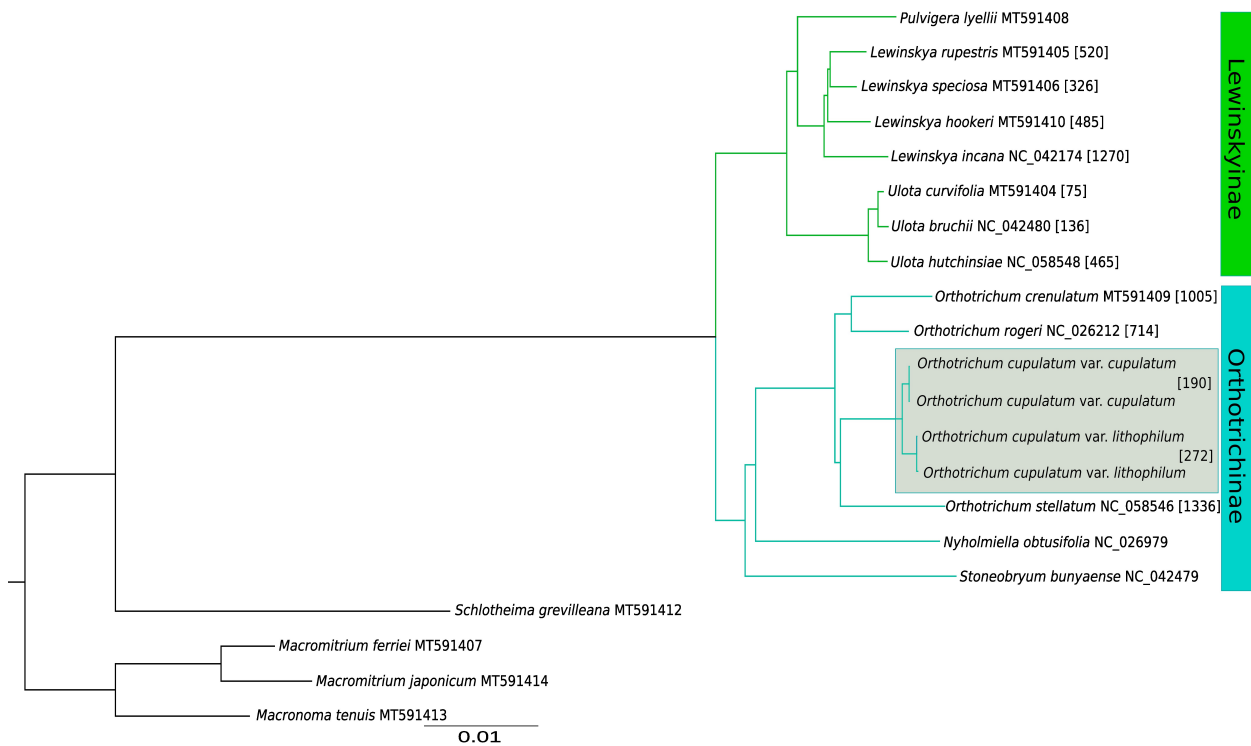 Pulvigera lyellii MT591408
Lewinskya rupestris MT591405 [520]
Lewinskya speciosa MT591406 [326]
Lewinskya hookeri MT591410 [485]
Lewinskya incana NC_042174 [1270]
Ulota curvifolia MT591404 [75]
Ulota bruchii NC_042480 [136]
Ulota hutchinsiae NC_058548 [465]
Lewinskyinae
Orthotrichum crenulatum MT591409 [1005]
Orthotrichum rogeri NC_026212 [714]
Orthotrichum cupulatum var. cupulatum
[190]
Orthotrichum cupulatum var. cupulatum
Orthotrichum cupulatum var. lithophilum
[272]
Orthotrichum cupulatum var. lithophilum
Orthotrichum stellatum NC_058546 [1336]
Nyholmiella obtusifolia NC_026979
Stoneobryum bunyaense NC_042479
Orthotrichinae
Schlotheima grevilleana MT591412
Macromitrium ferriei MT591407
Macromitrium japonicum MT591414
Macronoma tenuis MT591413
0.01